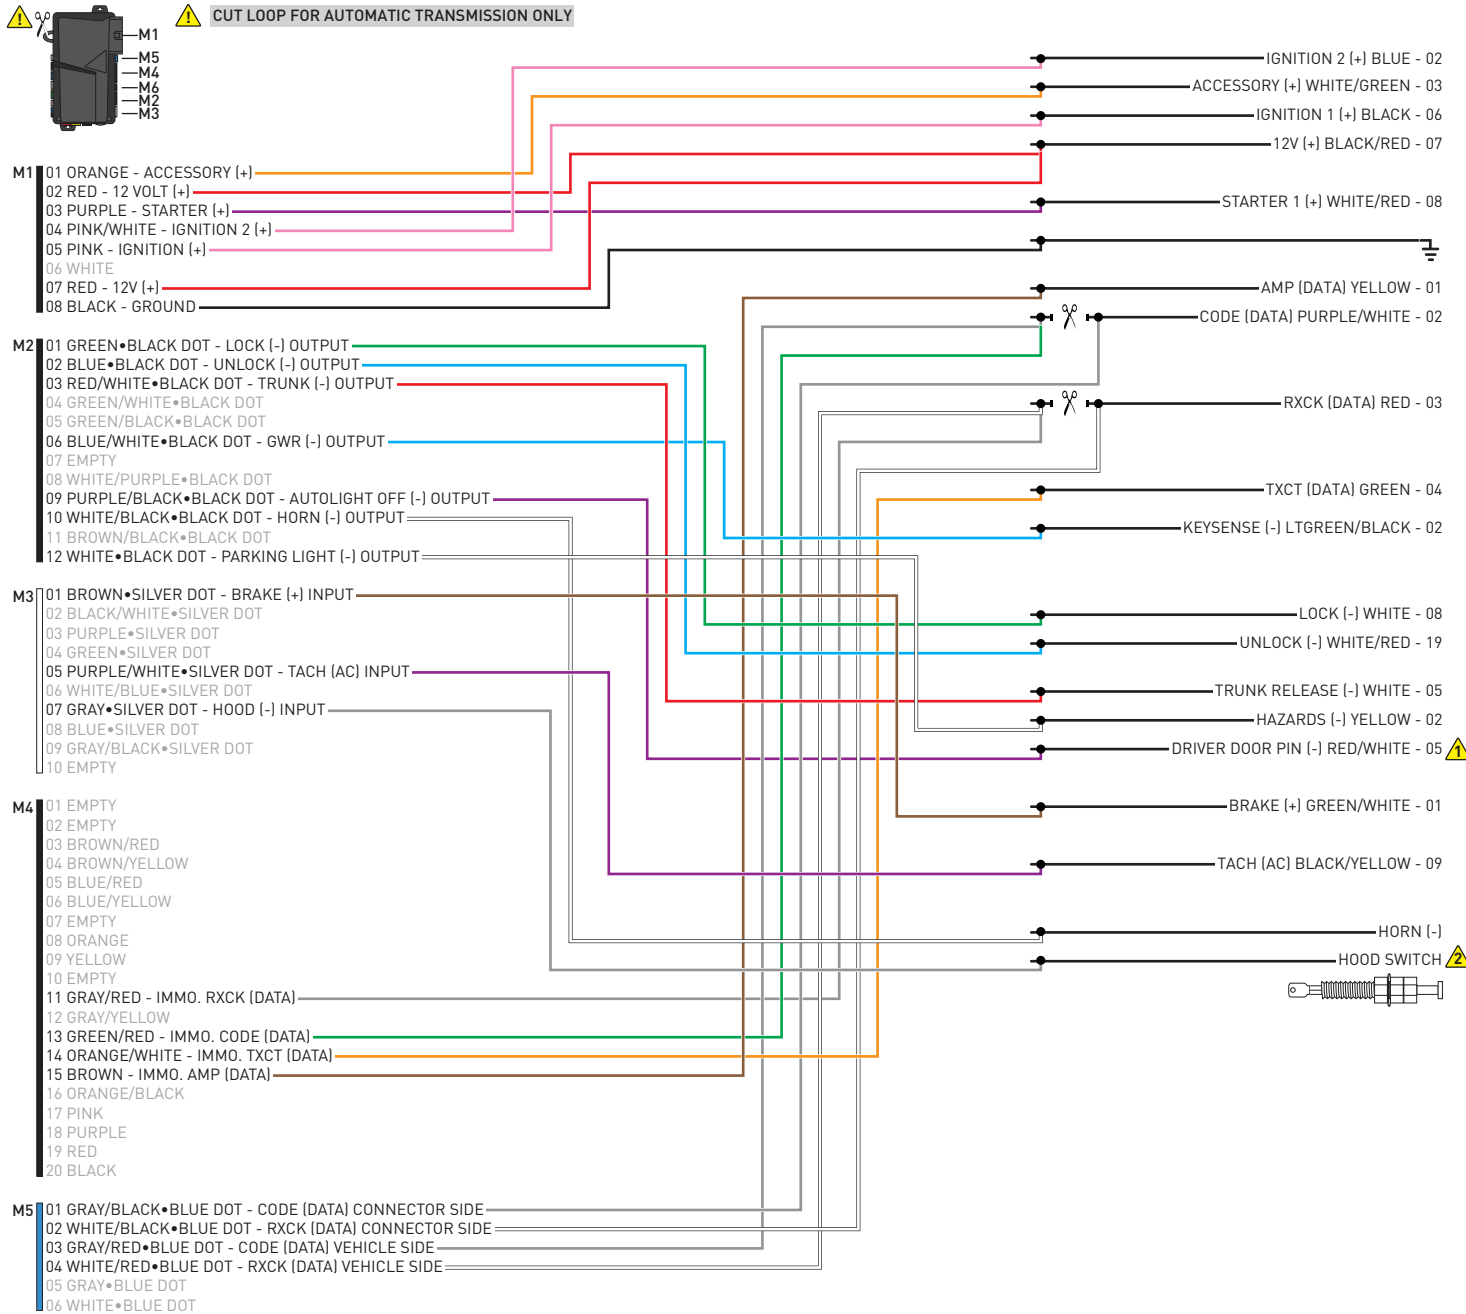 CUT LOOP FOR AUTOMATIC TRANSMISSION ONLY
M1
M5
M4
M6
M2
M3
M1
01 ORANGE - ACCESSORY (+)
02 RED - 12 VOLT (+)
03 PURPLE - STARTER (+)
04 PINK/WHITE - IGNITION 2 (+)
05 PINK - IGNITION (+)
06 WHITE
07 RED - 12V (+)
08 BLACK - GROUND
M2
01 GREEN•BLACK DOT - LOCK (-) OUTPUT
02 BLUE•BLACK DOT - UNLOCK (-) OUTPUT
03 RED/WHITE•BLACK DOT - TRUNK (-) OUTPUT
04 GREEN/WHITE•BLACK DOT
05 GREEN/BLACK•BLACK DOT
06 BLUE/WHITE•BLACK DOT - GWR (-) OUTPUT
07 EMPTY
08 WHITE/PURPLE•BLACK DOT
09 PURPLE/BLACK•BLACK DOT - AUTOLIGHT OFF (-) OUTPUT
10 WHITE/BLACK•BLACK DOT - HORN (-) OUTPUT
11 BROWN/BLACK•BLACK DOT
12 WHITE•BLACK DOT - PARKING LIGHT (-) OUTPUT
M3
01 BROWN•SILVER DOT - BRAKE (+) INPUT
02 BLACK/WHITE•SILVER DOT
03 PURPLE•SILVER DOT
04 GREEN•SILVER DOT
05 PURPLE/WHITE•SILVER DOT - TACH (AC) INPUT
06 WHITE/BLUE•SILVER DOT
07 GRAY•SILVER DOT - HOOD (-) INPUT
08 BLUE•SILVER DOT
09 GRAY/BLACK•SILVER DOT
10 EMPTY
M4
01 EMPTY
02 EMPTY
03 BROWN/RED
04 BROWN/YELLOW
05 BLUE/RED
06 BLUE/YELLOW
07 EMPTY
08 ORANGE
09 YELLOW
10 EMPTY
11 GRAY/RED - IMMO. RXCK (DATA)
12 GRAY/YELLOW
13 GREEN/RED - IMMO. CODE (DATA)
14 ORANGE/WHITE - IMMO. TXCT (DATA)
15 BROWN - IMMO. AMP (DATA)
16 ORANGE/BLACK
17 PINK
18 PURPLE
19 RED
20 BLACK
M5
01 GRAY/BLACK•BLUE DOT - CODE (DATA) CONNECTOR SIDE
02 WHITE/BLACK•BLUE DOT - RXCK (DATA) CONNECTOR SIDE
03 GRAY/RED•BLUE DOT - CODE (DATA) VEHICLE SIDE
04 WHITE/RED•BLUE DOT - RXCK (DATA) VEHICLE SIDE
05 GRAY•BLUE DOT
06 WHITE•BLUE DOT
IGNITION 2 (+) BLUE - 02
ACCESSORY (+) WHITE/GREEN - 03
IGNITION 1 (+) BLACK - 06
12V (+) BLACK/RED - 07
STARTER 1 (+) WHITE/RED - 08
AMP (DATA) YELLOW - 01
CODE (DATA) PURPLE/WHITE - 02
RXCK (DATA) RED - 03
TXCT (DATA) GREEN - 04
KEYSENSE (-) LTGREEN/BLACK - 02
LOCK (-) WHITE - 08
UNLOCK (-) WHITE/RED - 19
TRUNK RELEASE (-) WHITE - 05
HAZARDS (-) YELLOW - 02
DRIVER DOOR PIN (-) RED/WHITE - 05 1
BRAKE (+) GREEN/WHITE - 01
TACH (AC) BLACK/YELLOW - 09
HORN (-)
HOOD SWITCH 2